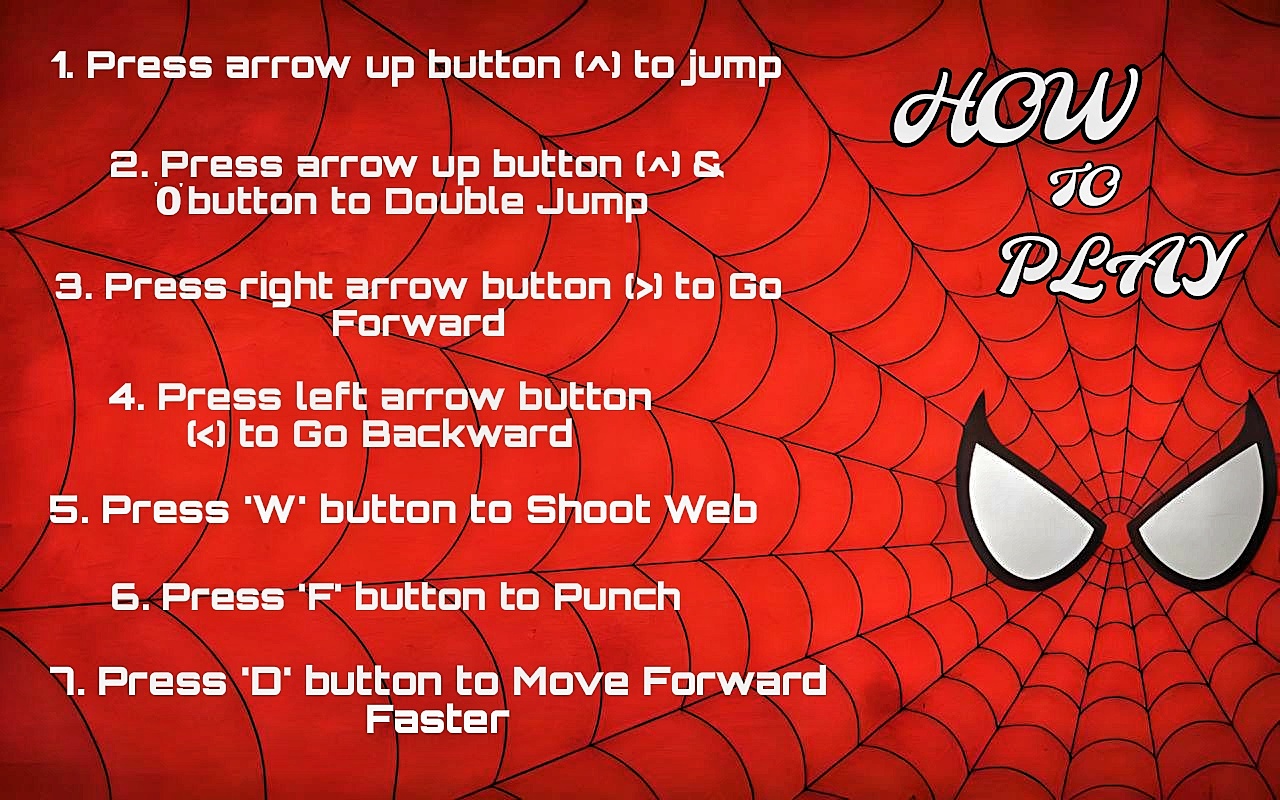 1. Press arrow up button (^) to jump
2. Press arrow up button (^) &
'0' button to Double Jump
3. Press right arrow button (>) to Go
Forward
4. Press left arrow button
(<) to Go Backward
5. Press 'W' button to Shoot Web
6. Press 'F' button to Punch
7. Press 'D' button to Move Forward
Faster
HOW
TO
PLAY